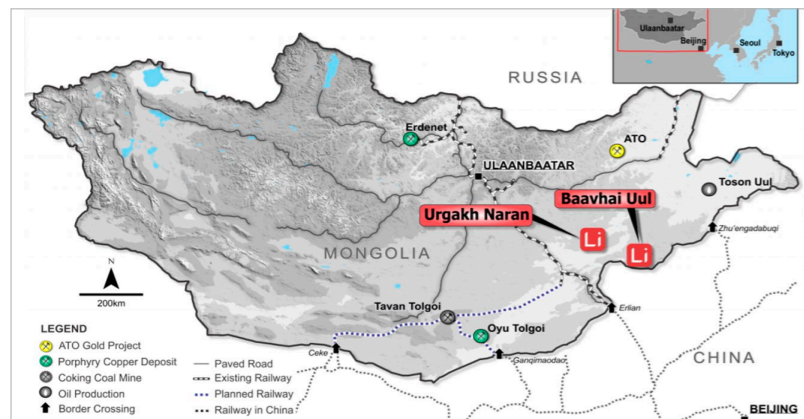 Ulaanbaatar
Beijing
Seoul
Tokyo
RUSSIA
Erdenet
ATO
ULAANBAATAR
Toson Uul
Baavhai Uul
Urgakh Naran
Li
Li
Zhu'engadabuqi
MONGOLIA
N
200km
Tavan Tolgoi
Oyu Tolgoi
Erlian
Ceke
Ganqimaodao
CHINA
BEIJING
LEGEND
ATO Gold Project
Porphyry Copper Deposit
Coking Coal Mine
Oil Production
Border Crossing
Paved Road
Existing Railway
Planned Railway
Railway in China